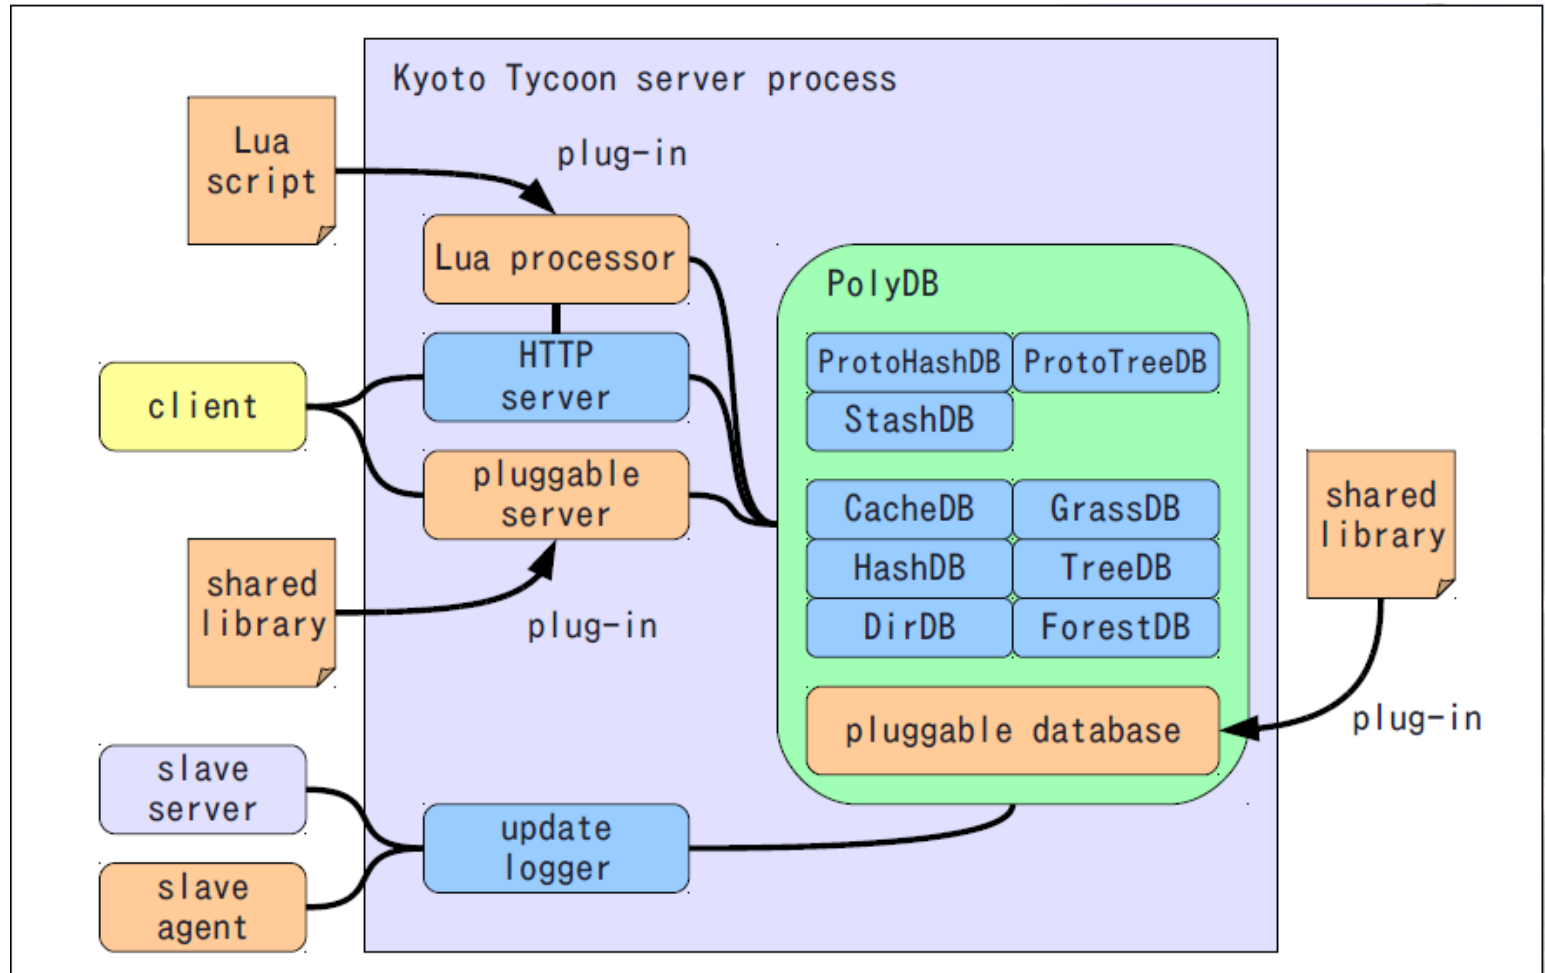 Kyoto Tycoon server process
Lua
script
plug-in
Lua processor
HTTP
server
client
pluggable
server
shared
library
plug-in
PolyDB
ProtoHashDB
ProtoTreeDB
StashDB
CacheDB
GrassDB
HashDB
TreeDB
DirDB
ForestDB
pluggable database
shared
library
plug-in
slave
server
update
logger
slave
agent